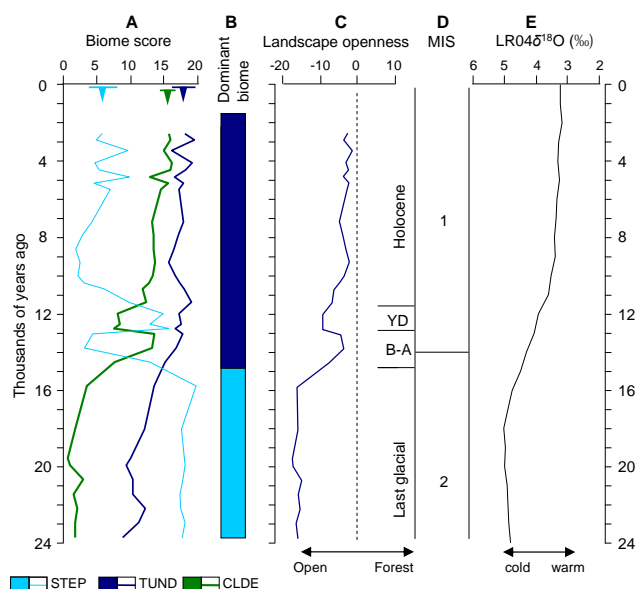 A B C D E
Biome score Dominant biome Landscape openness MIS LR04δ18O (‰)
0 5 10 15 20 -20 -10 0 10 6 5 4 3 2
Thousands of years ago
0 0
4 4
8 8
12 12
16 16
20 20
24 24
Holocene 1
YD
B-A
Last glacial 2
Open Forest cold warm
STEP TUND CLDE